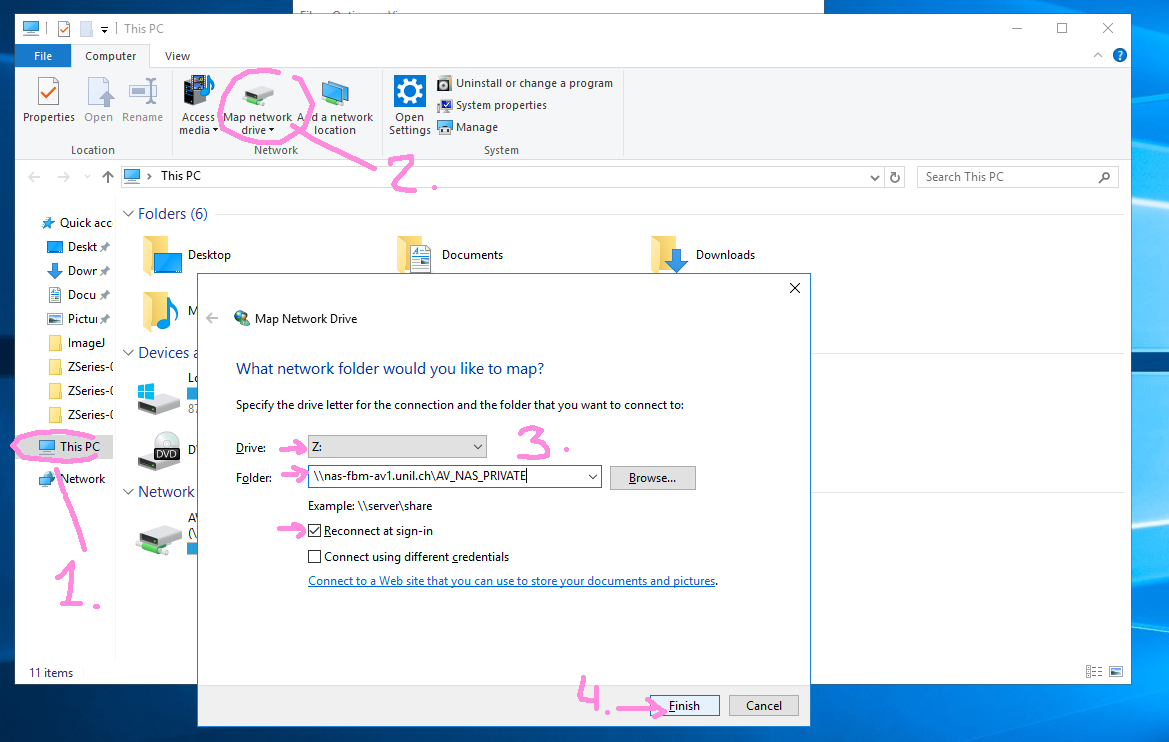 This PC
File Computer View
Properties Open Rename Access media Map network drive Add a network location Open Settings
Uninstall or change a program
System properties
Manage
Location Network System
2.
This PC Search This PC
Quick acc
Deskt
Dowr
Docu
Pictur
ImageJ
ZSeries-0
ZSeries-0
ZSeries-0
This PC
Network
1.
Folders (6)
Desktop Documents Downloads
M
Devices a
Lo
87
DVD
DV
Network
AV
(\
Map Network Drive
What network folder would you like to map?
Specify the drive letter for the connection and the folder that you want to connect to:
Drive: Z:
3.
Folder: \\nas-fbm-av1.unil.ch\AV_NAS_PRIVATE Browse...
Example: \\server\share
Reconnect at sign-in
Connect using different credentials
Connect to a Web site that you can use to store your documents and pictures.
4.
Finish Cancel
11 items